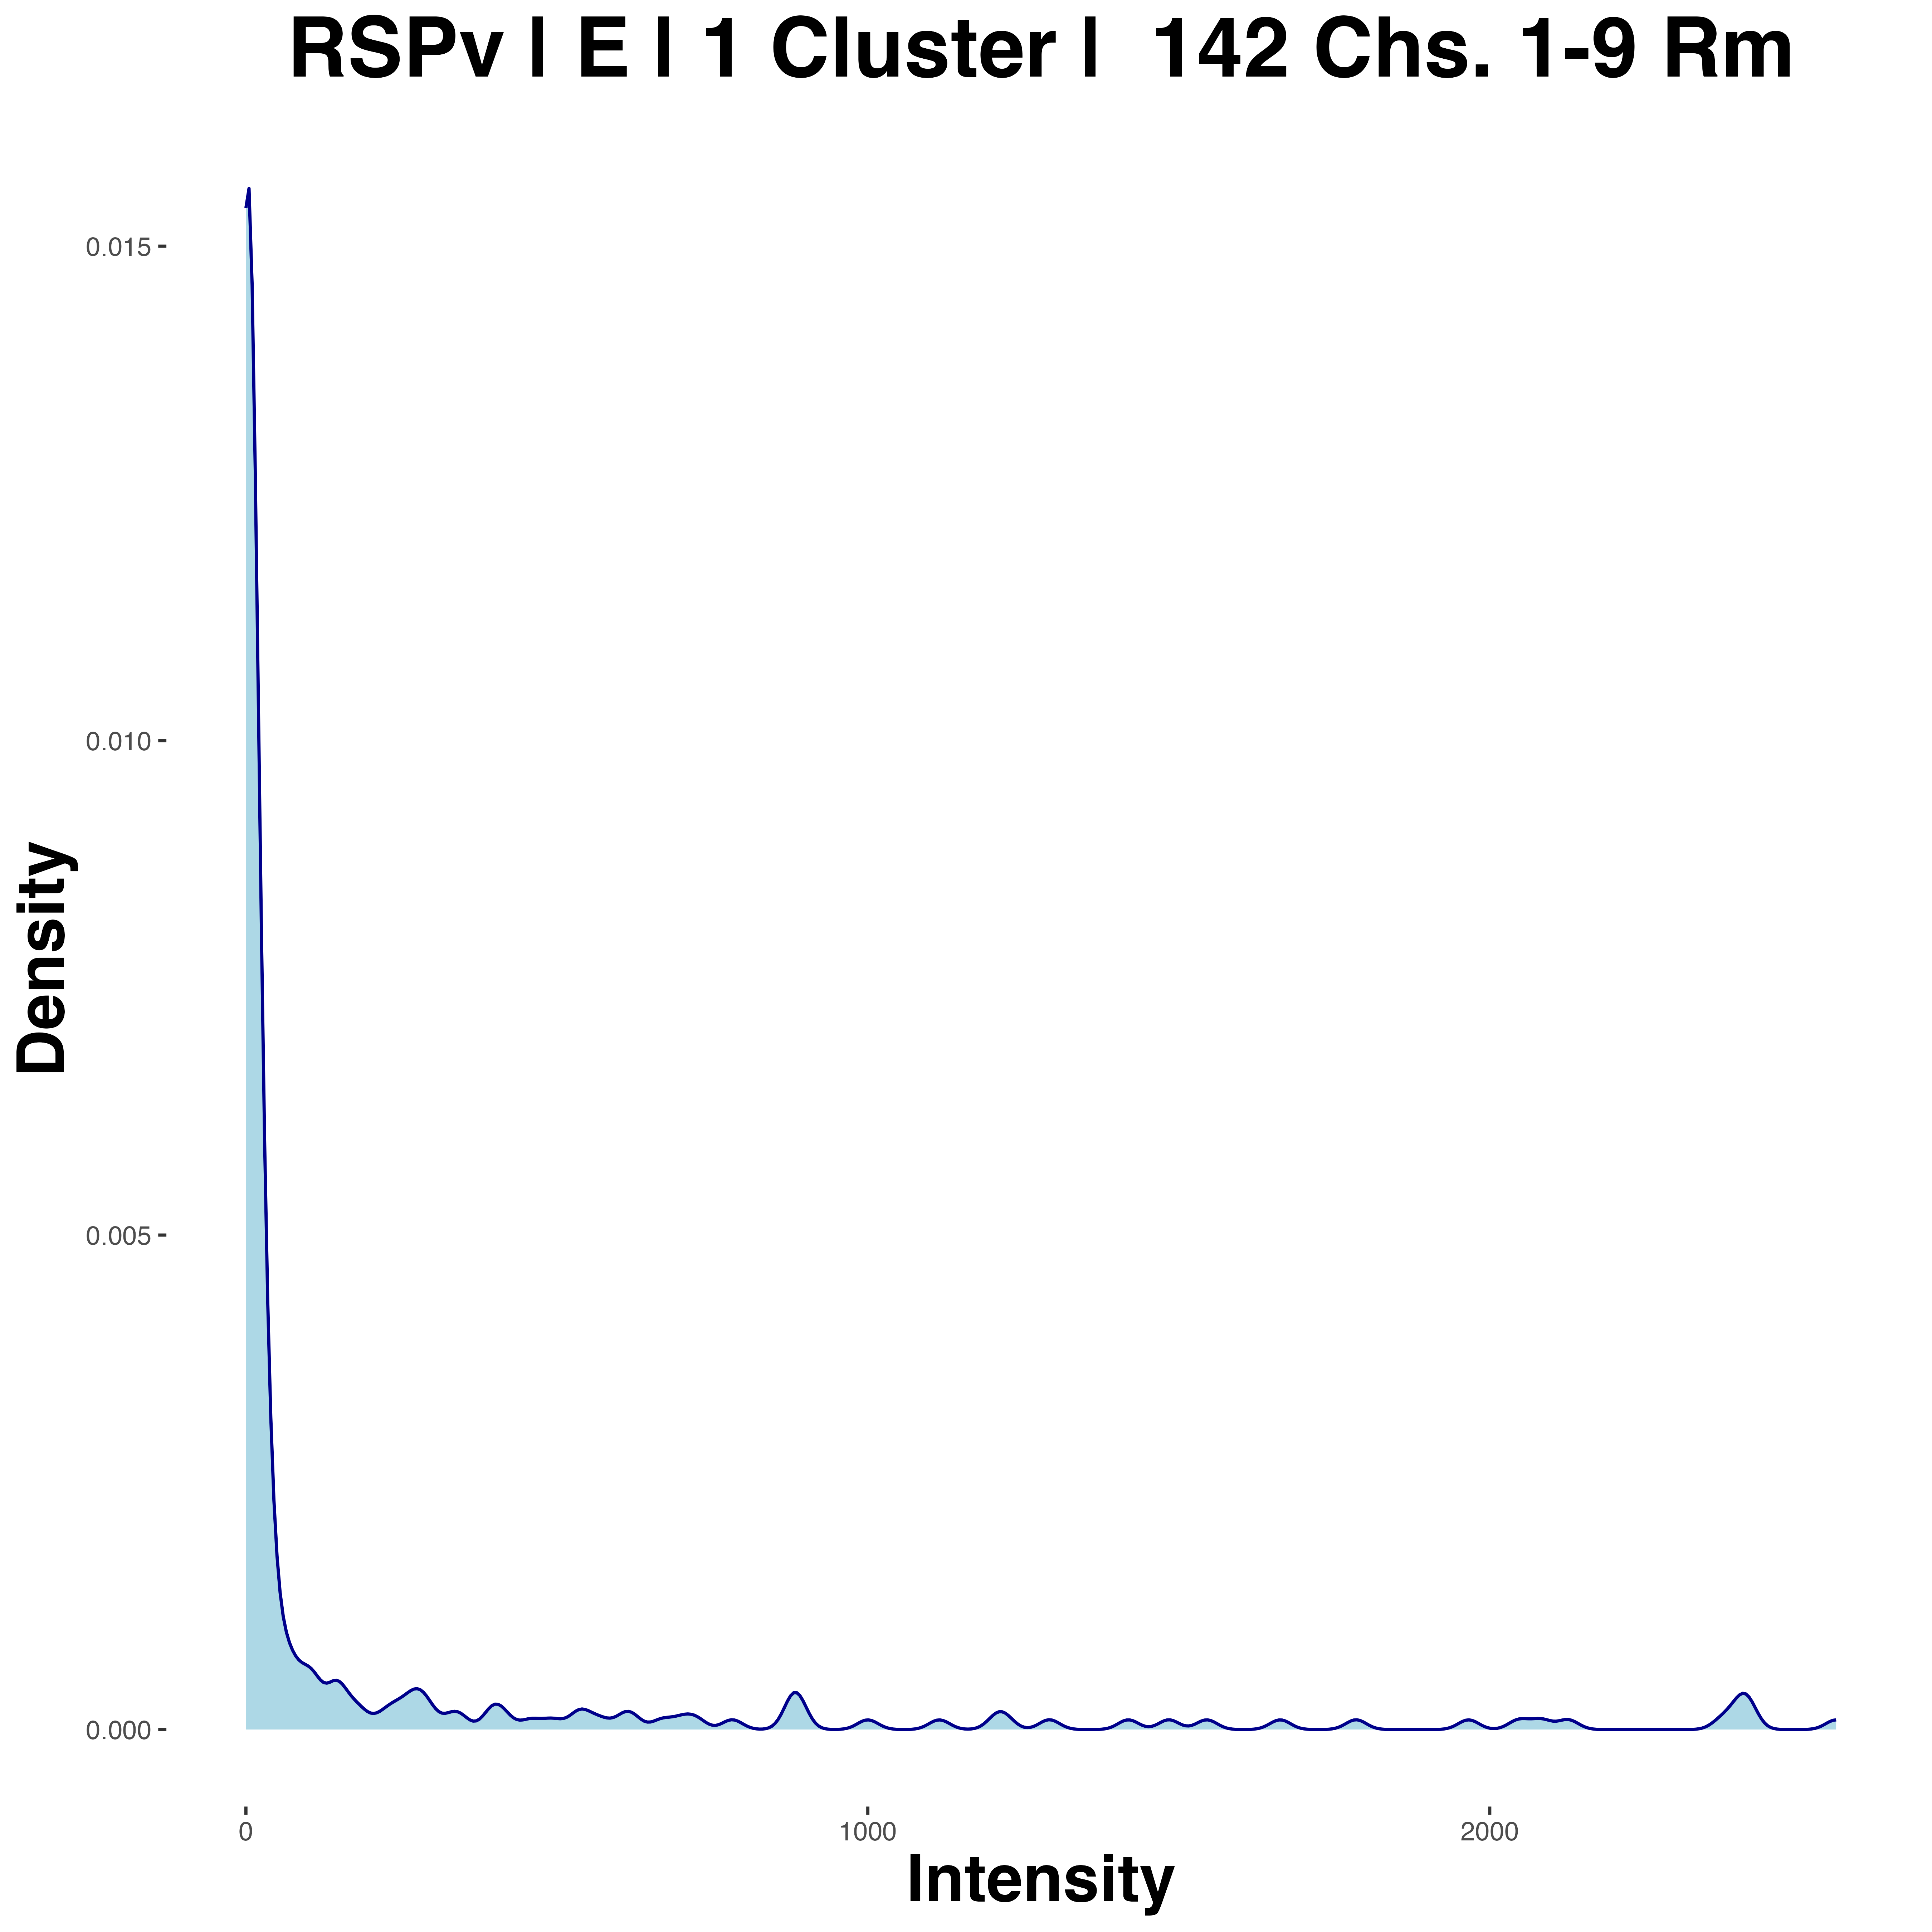 RSPv | E | 1 Cluster |  142 Chs. 1-9 Rm
0.015
0.010
0.005
0.000
Density
0 1000 2000
Intensity